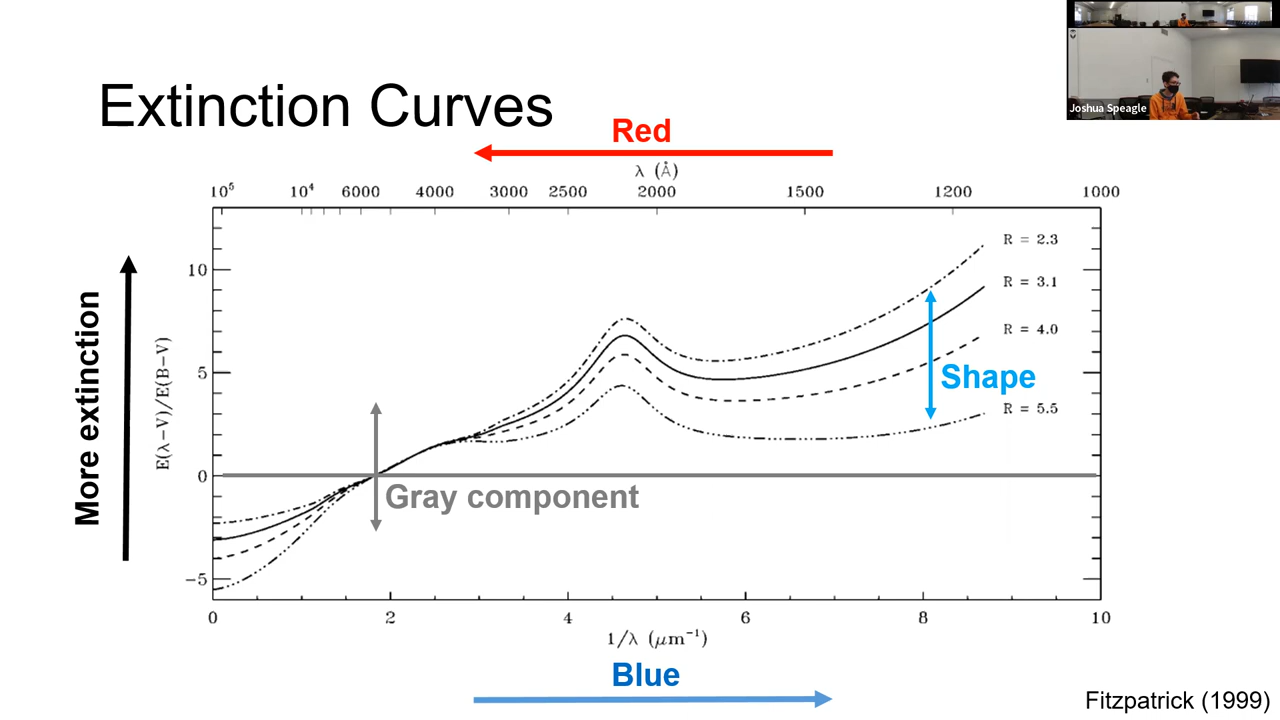 Joshua Speagle
Extinction Curves
Red
λ (Å)
10⁵ 10⁴ 6000 4000 3000 2500 2000 1500 1200 1000
More extinction
E(λ−V)/E(B−V)
10
5
0
−5
R = 2.3
R = 3.1
R = 4.0
R = 5.5
Shape
Gray component
0 2 4 6 8 10
1/λ (μm⁻¹)
Blue
Fitzpatrick (1999)